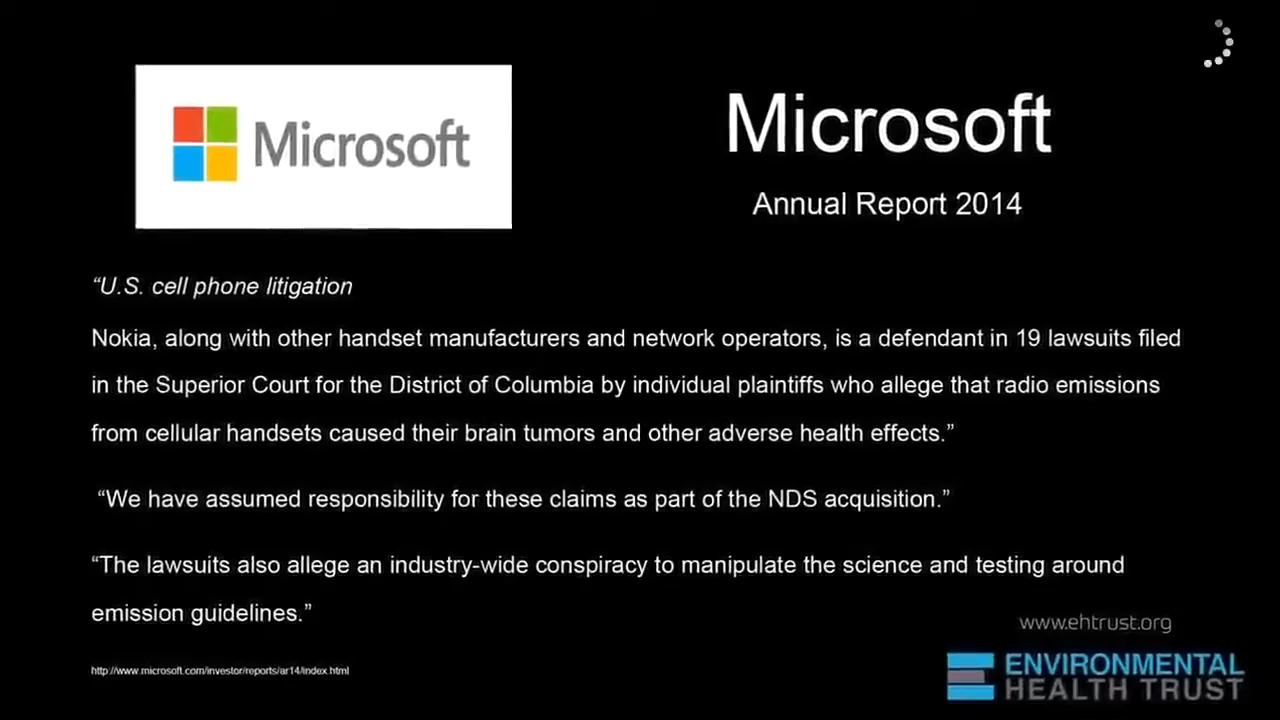 Microsoft
Microsoft
Annual Report 2014
“U.S. cell phone litigation
Nokia, along with other handset manufacturers and network operators, is a defendant in 19 lawsuits filed
in the Superior Court for the District of Columbia by individual plaintiffs who allege that radio emissions
from cellular handsets caused their brain tumors and other adverse health effects.”
“We have assumed responsibility for these claims as part of the NDS acquisition.”
“The lawsuits also allege an industry-wide conspiracy to manipulate the science and testing around
emission guidelines.”
www.ehtrust.org
http://www.microsoft.com/investor/reports/ar14/index.html
ENVIRONMENTAL
HEALTH TRUST